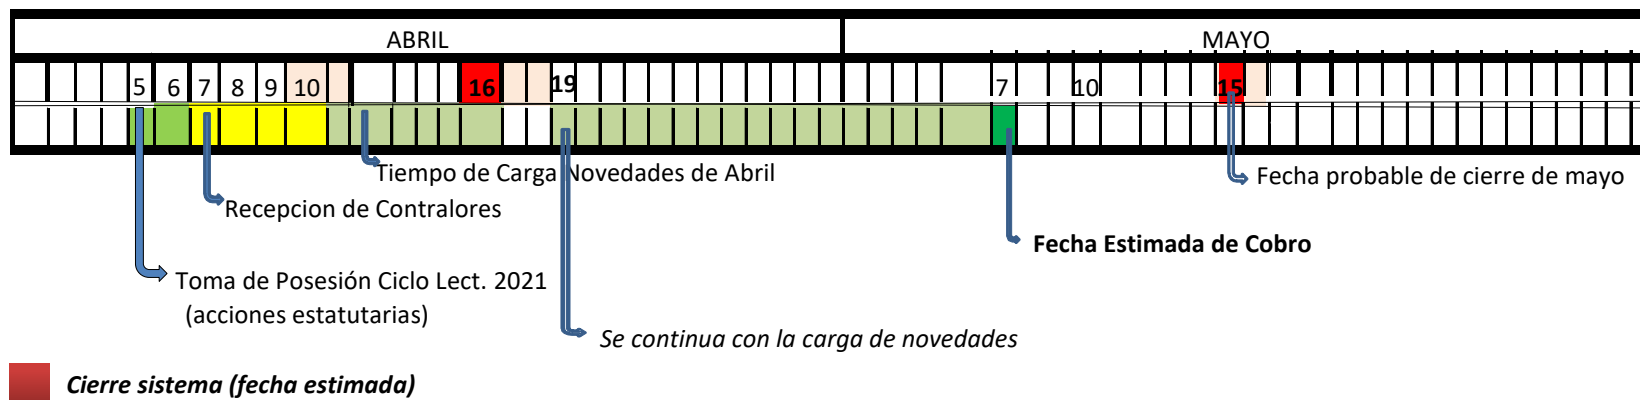 ABRIL MAYO
5 6 7 8 9 10 16 19 7 10 15
Tiempo de Carga Novedades de Abril
Fecha probable de cierre de mayo
Recepcion de Contralores
Fecha Estimada de Cobro
Toma de Posesión Ciclo Lect. 2021
(acciones estatutarias)
Se continua con la carga de novedades
Cierre sistema (fecha estimada)